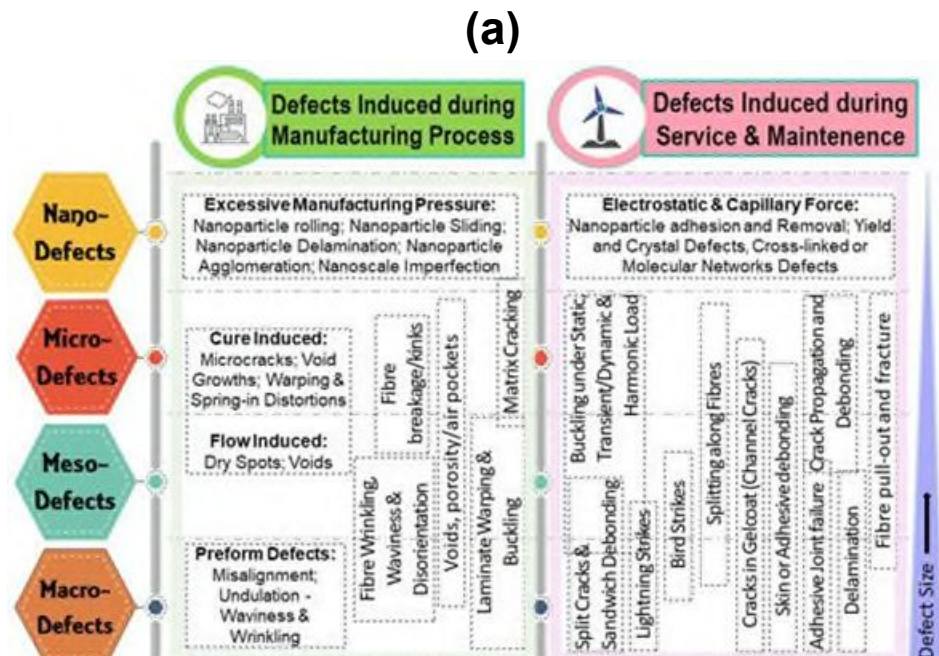 (a)
Defects Induced during
Manufacturing Process
Defects Induced during
Service & Maintenence
Nano-
Defects
Excessive Manufacturing Pressure:
Nanoparticle rolling; Nanoparticle Sliding;
Nanoparticle Delamination; Nanoparticle
Agglomeration; Nanoscale Imperfection
Electrostatic & Capillary Force:
Nanoparticle adhesion and Removal; Yield
and Crystal Defects, Cross-linked or
Molecular Networks Defects
Micro-
Defects
Cure Induced:
Microcracks; Void
Growths; Warping &
Spring-in Distortions
Fibre
breakage/kinks
Voids, porosity/air pockets
Matrix Cracking
Meso-
Defects
Flow Induced:
Dry Spots; Voids
Fibre Wrinkling,
Waviness &
Disorientation
Laminate Warping &
Buckling
Macro-
Defects
Preform Defects:
Misalignment;
Undulation -
Waviness &
Wrinkling
Buckling under Static,
Transient/Dynamic &
Harmonic Load
Split Cracks &
Sandwich Debonding
Lightning Strikes
Bird Strikes
Splitting along Fibres
Cracks in Gelcoat (Channel Cracks)
Skin or Adhesive debonding
Adhesive Joint failure
Crack Propagation and
Debonding
Delamination
Fibre pull-out and fracture
Defect Size